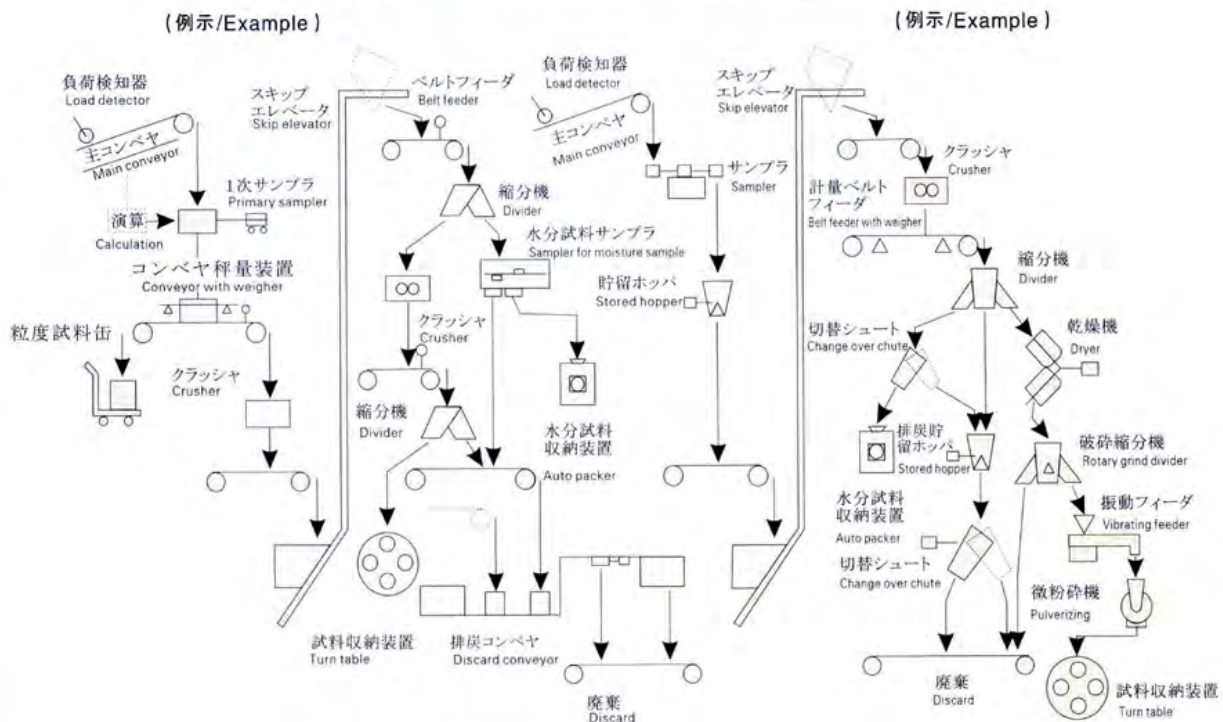 (例示/Example)
負荷検知器
Load detector
主コンベヤ
Main conveyor
1次サンプラ
Primary sampler
演算
Calculation
コンベヤ秤量装置
Conveyor with weigher
粒度試料缶
クラッシャ
Crusher
スキップ
エレベータ
Skip elevator
ベルトフィーダ
Belt feeder
縮分機
Divider
水分試料サンプラ
Sampler for moisture sample
クラッシャ
Crusher
縮分機
Divider
水分試料
収納装置
Auto packer
試料収納装置
Turn table
排炭コンベヤ
Discard conveyor
廃棄
Discard
(例示/Example)
負荷検知器
Load detector
主コンベヤ
Main conveyor
サンプラ
Sampler
貯留ホッパ
Stored hopper
スキップ
エレベータ
Skip elevator
クラッシャ
Crusher
計量ベルト
フィーダ
Belt feeder with weigher
縮分機
Divider
切替シュート
Change over chute
乾燥機
Dryer
排炭貯
留ホッパ
Stored hopper
破砕縮分機
Rotary grind divider
水分試料
収納装置
Auto packer
振動フィーダ
Vibrating feeder
切替シュート
Change over chute
微粉砕機
Pulverizing
廃棄
Discard
試料収納装置
Turn table